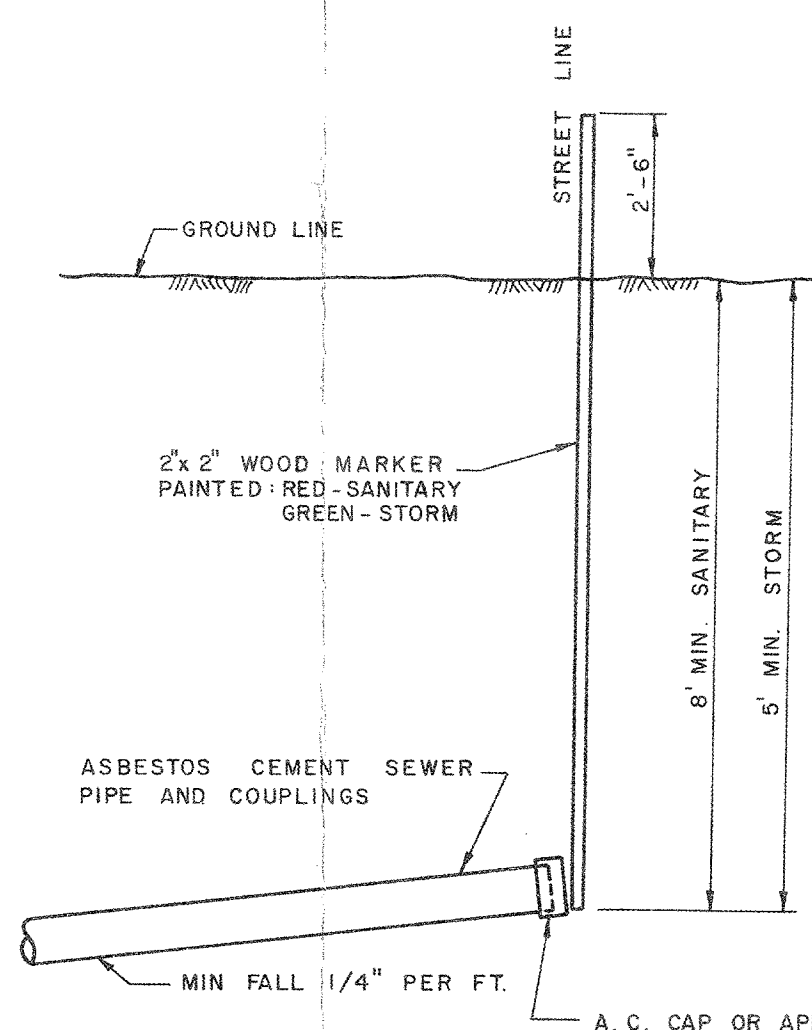 STREET LINE
2'-6"
GROUND LINE
2"x 2" WOOD MARKER
PAINTED: RED-SANITARY
GREEN-STORM
8' MIN. SANITARY
5' MIN. STORM
ASBESTOS CEMENT SEWER
PIPE AND COUPLINGS
MIN FALL 1/4" PER FT.
A.C. CAP OR